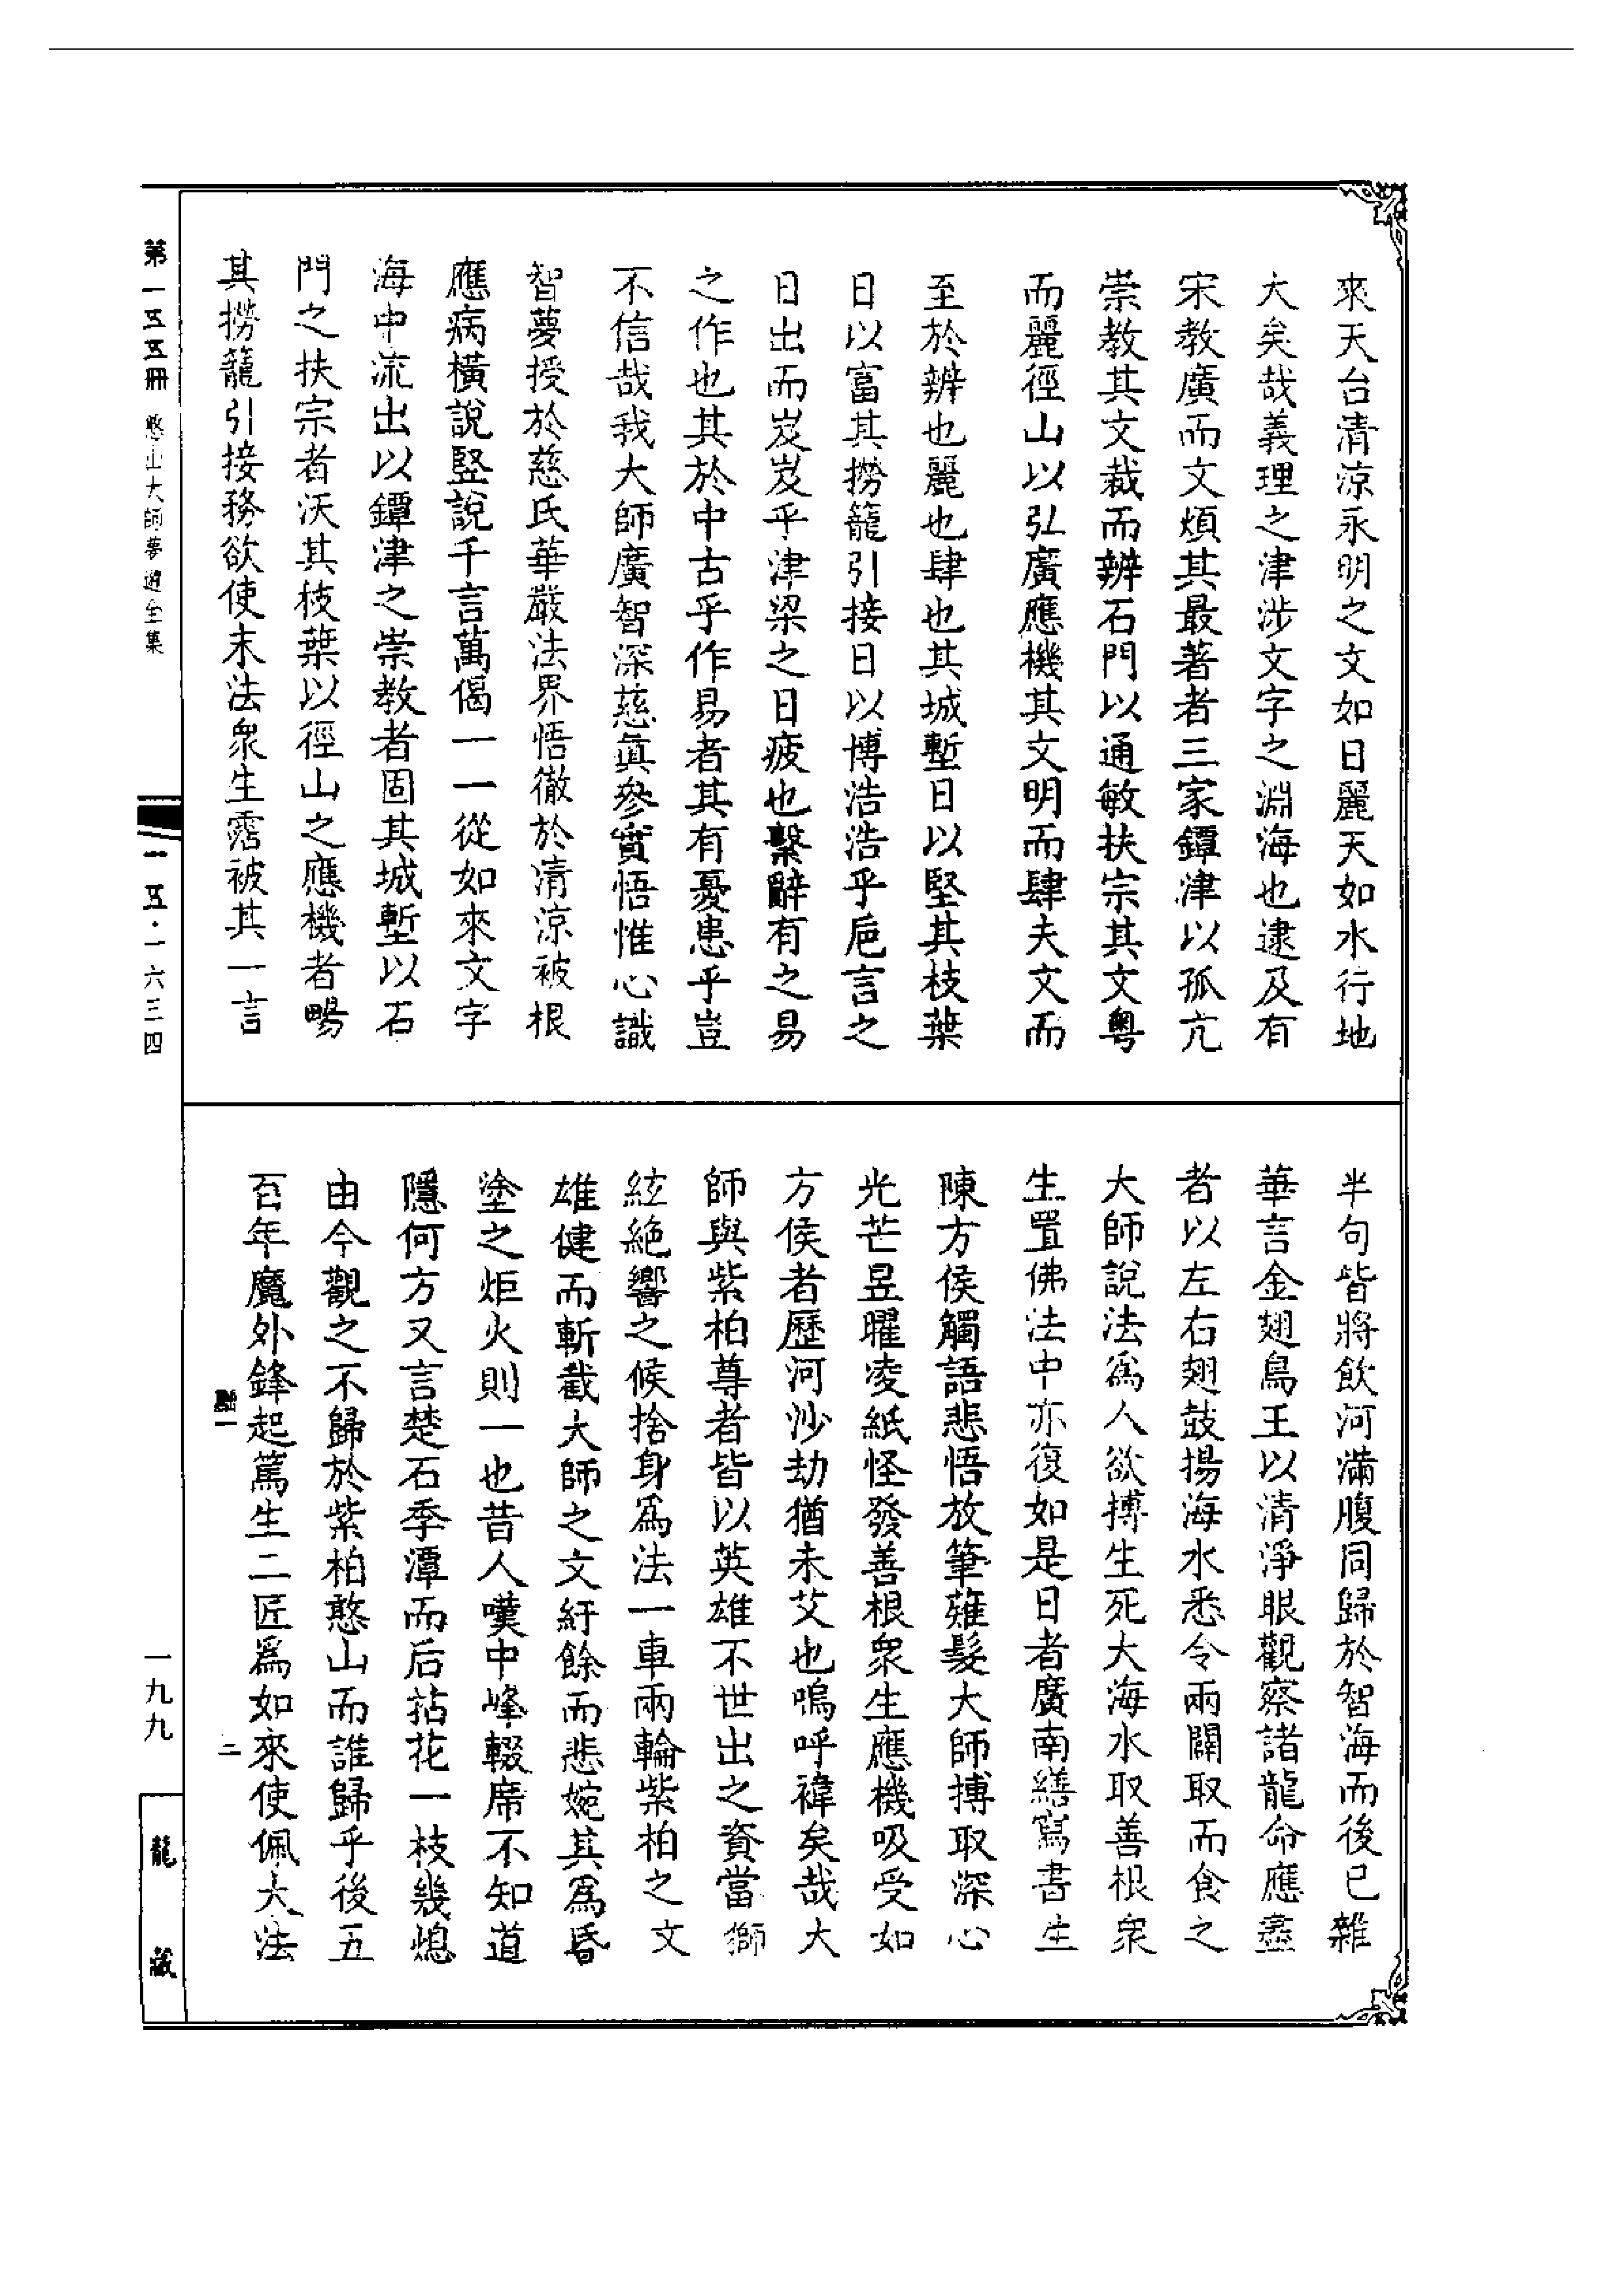 來天台清涼永明之文如日麗天如水行地
大矣哉義理之津涉文字之淵海也逮及有
宋教廣而文煩其最著者三家鐔津以孤亢
崇教其文裁而辨石門以通敏扶宗其文粤
而麗徑山以弘廣應機其文明而肆夫文而
至於辨也麗也肆也其城塹日以堅其枝葉
日以富其撈籠引接日以博浩浩乎巵言之
日出而岌岌乎津梁之日疲也繫辭有之易
之作也其於中古乎作易者其有憂患乎豈
不信哉我大師廣智深慈真參實悟惟心識
智夢授於慈氏華嚴法界悟徹於清涼被根
應病橫說竪說千言萬偈一一從如來文字
海中流出以鐔津之崇教者固其城塹以石
門之扶宗者沃其枝葉以徑山之應機者暢
其撈籠引接務欲使末法衆生霑被其一言
半句皆將飲河滿腹同歸於智海而後已雜
華言金翅鳥王以清淨眼觀察諸龍命應盡
者以左右翅鼓揚海水悉令兩闢取而食之
大師說法為人欲搏生死大海水取善根衆
生置佛法中亦復如是日者廣南繕寫書生
陳方侯觸語悲悟放筆薙髮大師搏取深心
光芒昱曜凌紙怪發善根衆生應機吸受如
方侯者歷河沙劫猶未艾也嗚呼禕矣哉大
師與紫柏尊者皆以英雄不世出之資當獅
絃絕響之候捨身為法一車兩輪紫柏之文
雄健而斬截大師之文紆餘而悲婉其為昏
塗之炬火則一也昔人嘆中峰輟席不知道
隱何方又言楚石季潭而后拈花一枝幾熄
由今觀之不歸於紫柏憨山而誰歸乎後五
百年魔外鋒起篤生二匠為如來使佩大法
二
第一五五冊 憨山大師夢遊全集
一五·一六三四
一九九
龍藏